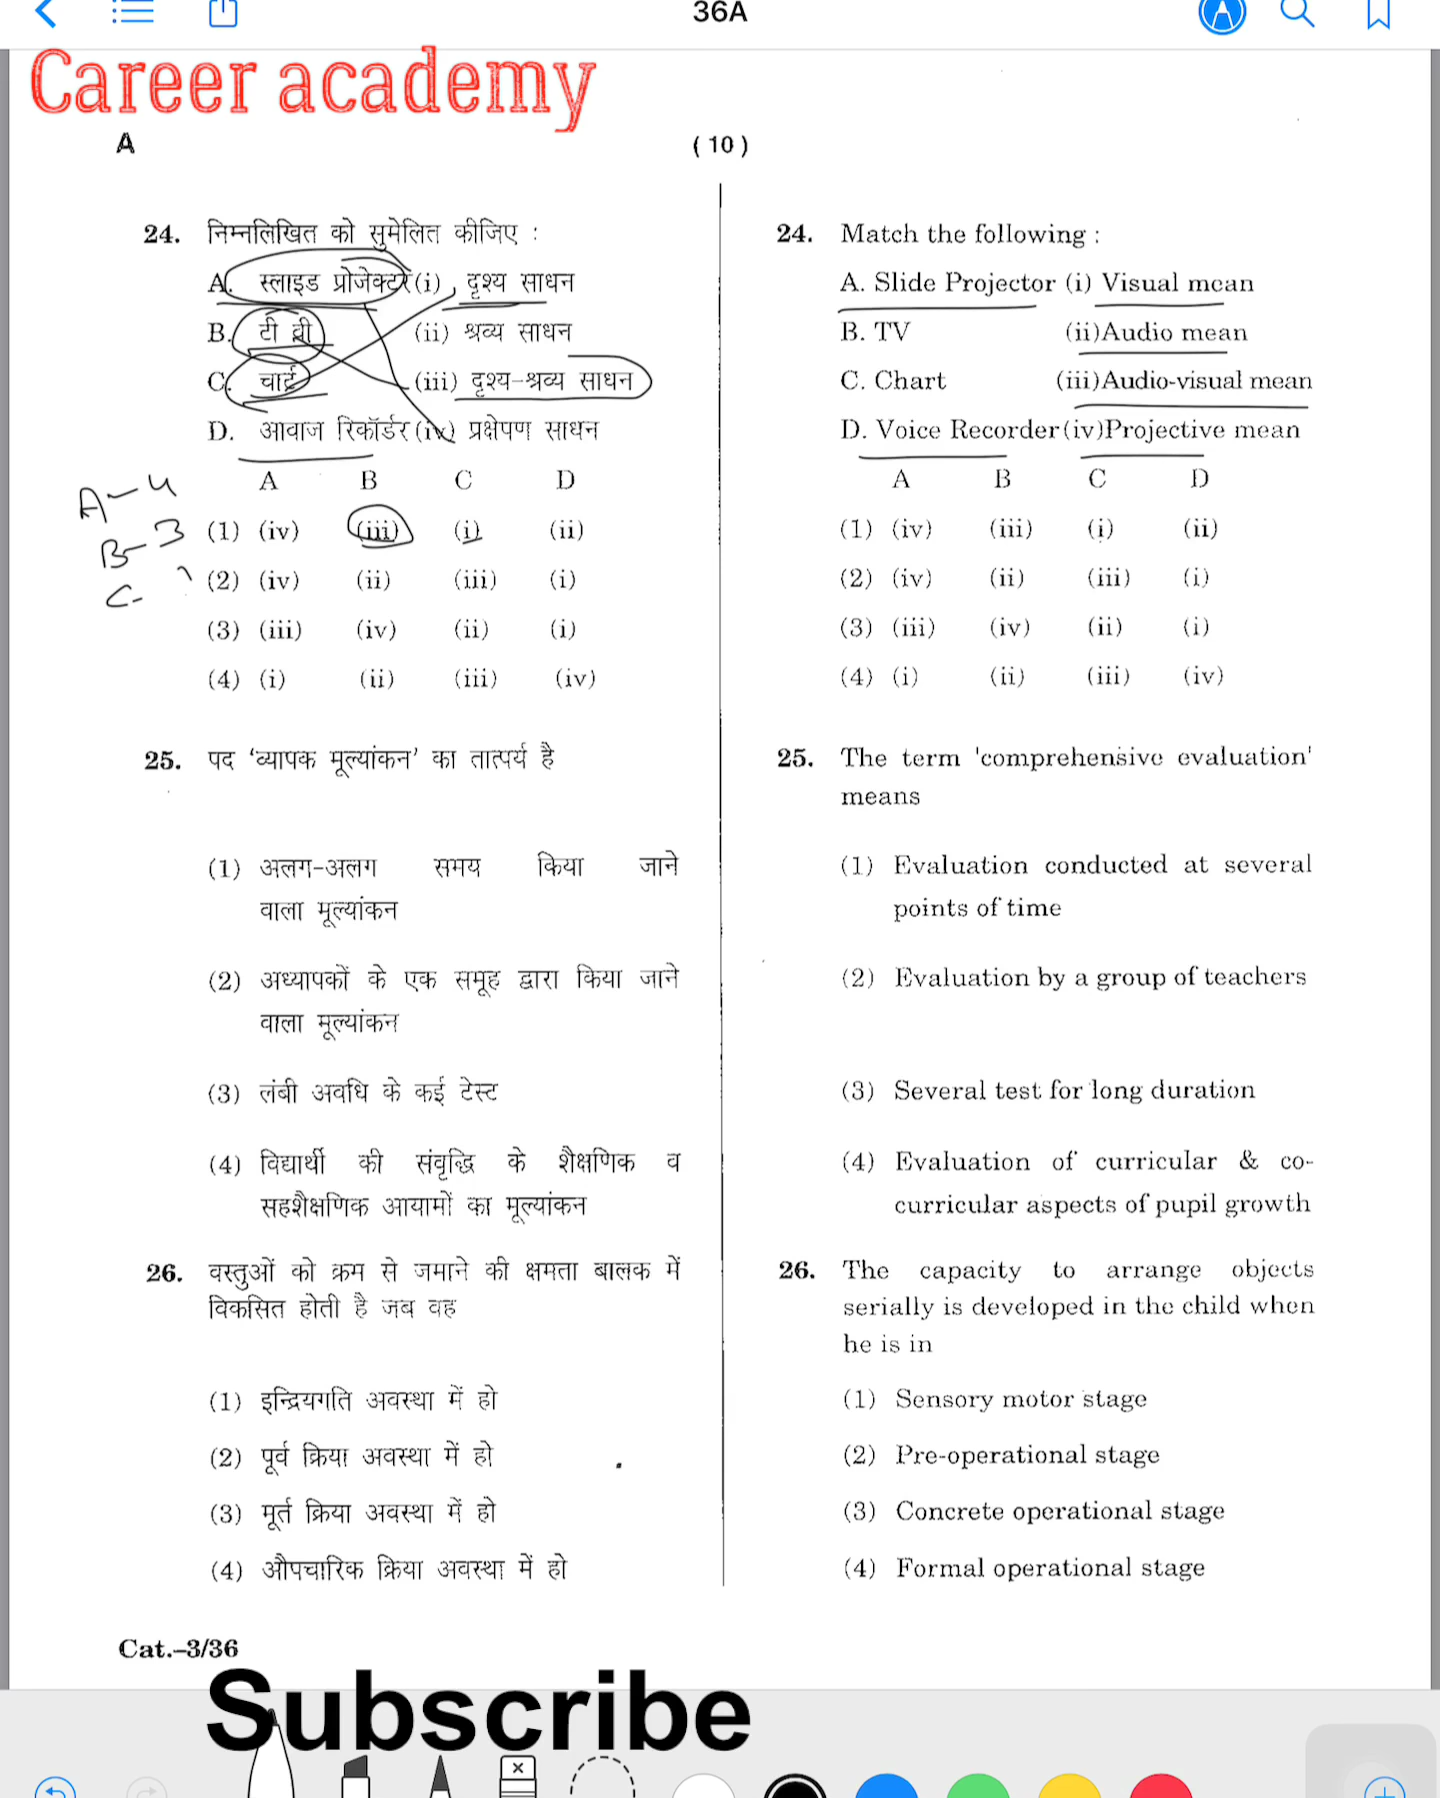 36A
Career academy
A
( 10 )
24. निम्नलिखित को सुमेलित कीजिए :
A. स्लाइड प्रोजेक्टर (i) दृश्य साधन
B. टी वी (ii) श्रव्य साधन
C. चार्ट (iii) दृश्य-श्रव्य साधन
D. आवाज रिकॉर्डर (iv) प्रक्षेपण साधन
A B C D
(1) (iv) (iii) (i) (ii)
(2) (iv) (ii) (iii) (i)
(3) (iii) (iv) (ii) (i)
(4) (i) (ii) (iii) (iv)
A-4
B-3
C-
25. पद ‘व्यापक मूल्यांकन’ का तात्पर्य है
(1) अलग-अलग समय किया जाने
वाला मूल्यांकन
(2) अध्यापकों के एक समूह द्वारा किया जाने
वाला मूल्यांकन
(3) लंबी अवधि के कई टेस्ट
(4) विद्यार्थी की संवृद्धि के शैक्षणिक व
सहशैक्षणिक आयामों का मूल्यांकन
26. वस्तुओं को क्रम से जमाने की क्षमता बालक में
विकसित होती है जब वह
(1) इन्द्रियगति अवस्था में हो
(2) पूर्व क्रिया अवस्था में हो
(3) मूर्त क्रिया अवस्था में हो
(4) औपचारिक क्रिया अवस्था में हो
24. Match the following :
A. Slide Projector (i) Visual mean
B. TV (ii)Audio mean
C. Chart (iii)Audio-visual mean
D. Voice Recorder(iv)Projective mean
A B C D
(1) (iv) (iii) (i) (ii)
(2) (iv) (ii) (iii) (i)
(3) (iii) (iv) (ii) (i)
(4) (i) (ii) (iii) (iv)
25. The term 'comprehensive evaluation'
means
(1) Evaluation conducted at several
points of time
(2) Evaluation by a group of teachers
(3) Several test for long duration
(4) Evaluation of curricular & co-
curricular aspects of pupil growth
26. The capacity to arrange objects
serially is developed in the child when
he is in
(1) Sensory motor stage
(2) Pre-operational stage
(3) Concrete operational stage
(4) Formal operational stage
Cat.-3/36
Subscribe